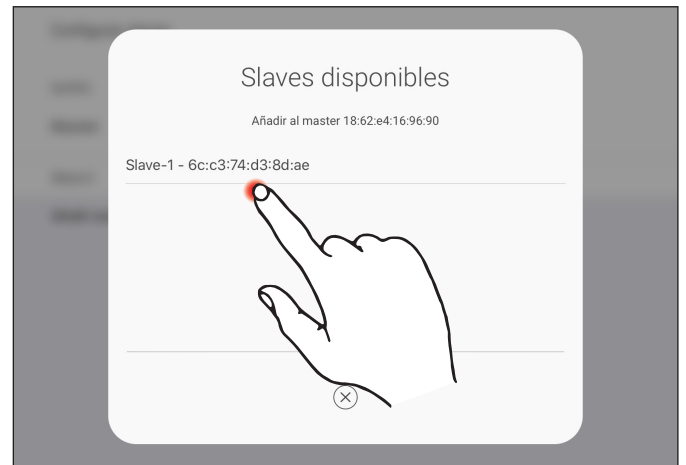 Slaves disponibles
Añadir al master 18:62:e4:16:96:90
Slave-1 - 6c:c3:74:d3:8d:ae